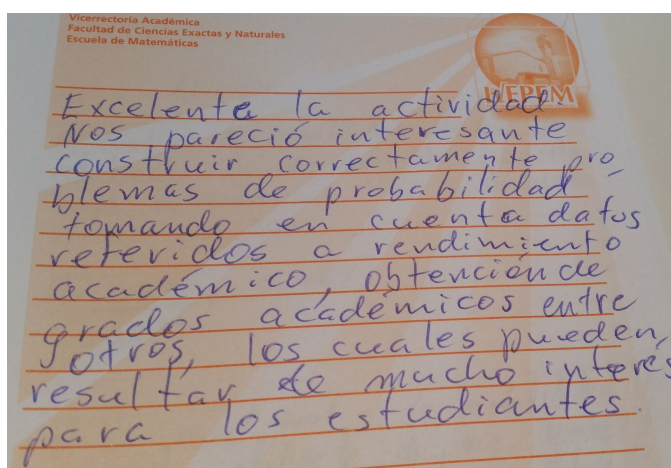 Vicerrectoría Académica
Facultad de Ciencias Exactas y Naturales
Escuela de Matemáticas
Excelente la actividad.
Nos pareció interesante
construir correctamente pro
blemas de probabilidad
tomando en cuenta datos
referidos a rendimiento
académico, obtención de
grados académicos entre
otros, los cuales pueden,
resultar de mucho interés
para los estudiantes.